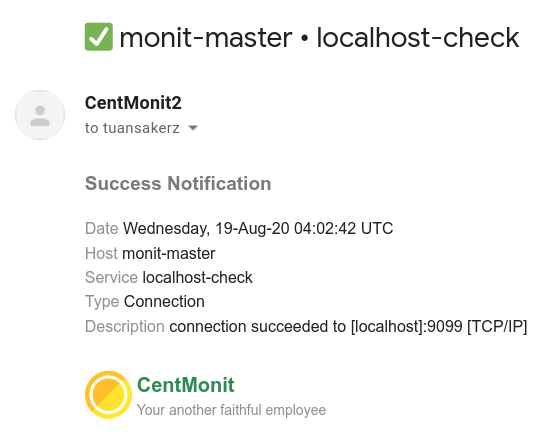 ✅ monit-master • localhost-check
CentMonit2
to tuansakerz
Success Notification
Date Wednesday, 19-Aug-20 04:02:42 UTC
Host monit-master
Service localhost-check
Type Connection
Description connection succeeded to [localhost]:9099 [TCP/IP]
CentMonit
Your another faithful employee